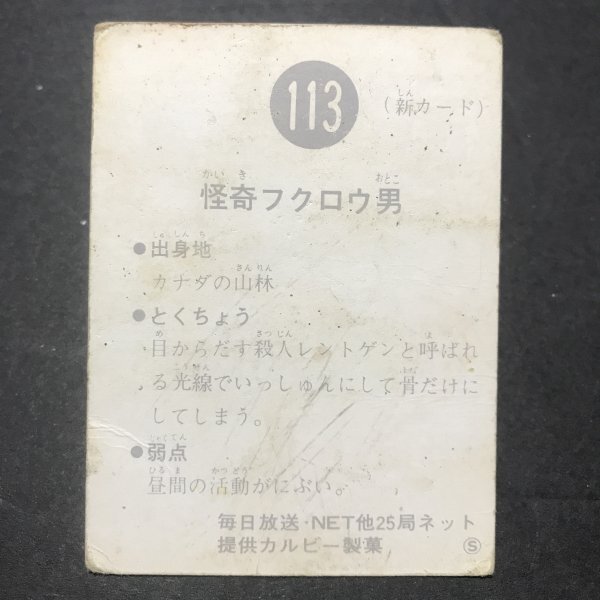 113
(新カード)
怪奇フクロウ男
●出身地
カナダの山林
●とくちょう
目からだす殺人レントゲンと呼ばれ
る光線でいっしゅんにして骨だけに
してしまう。
●弱点
昼間の活動がにぶい。
毎日放送・NET他25局ネット
提供カルビー製菓 Ⓢ